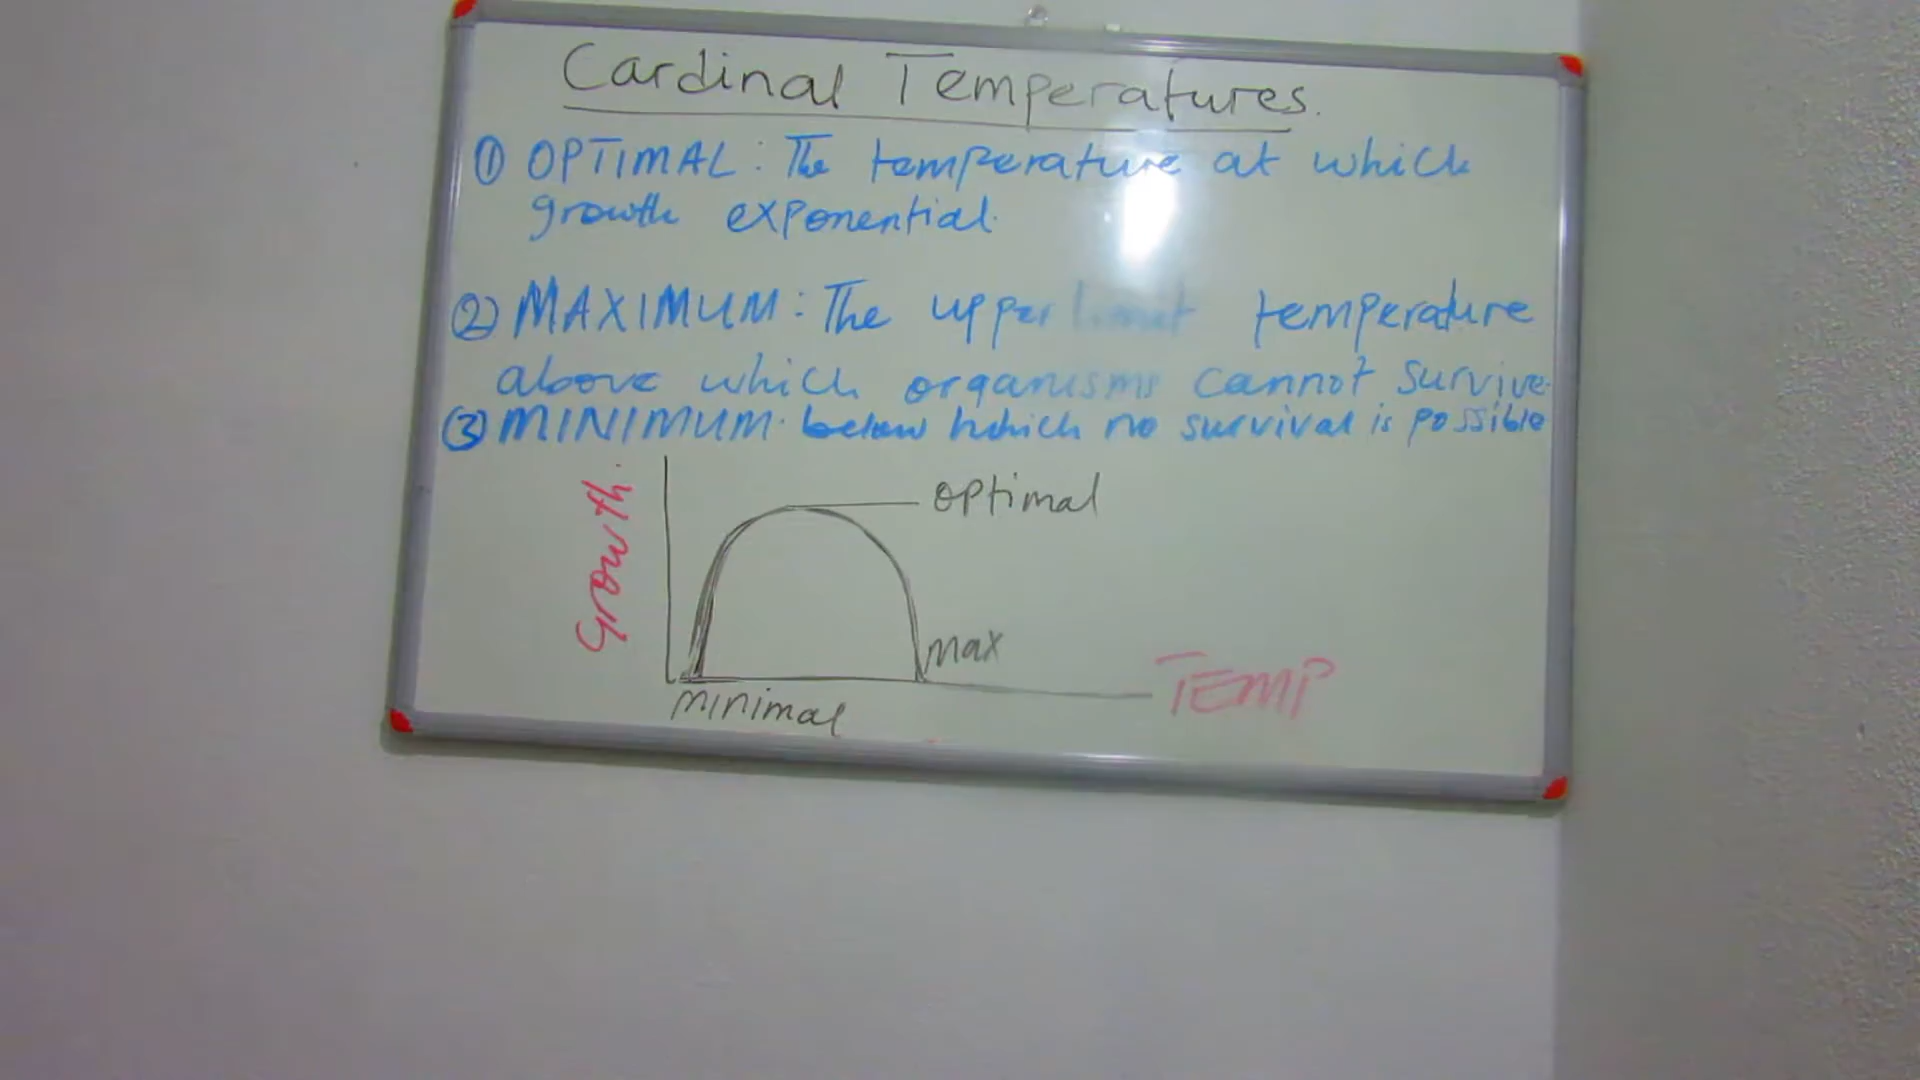 Cardinal Temperatures.
① OPTIMAL: The temperature at which
growth exponential.
② MAXIMUM: The upper limit temperature
above which organisms cannot survive.
③ MINIMUM. below which no survival is possible
Growth.
optimal
max
TEMP
minimal